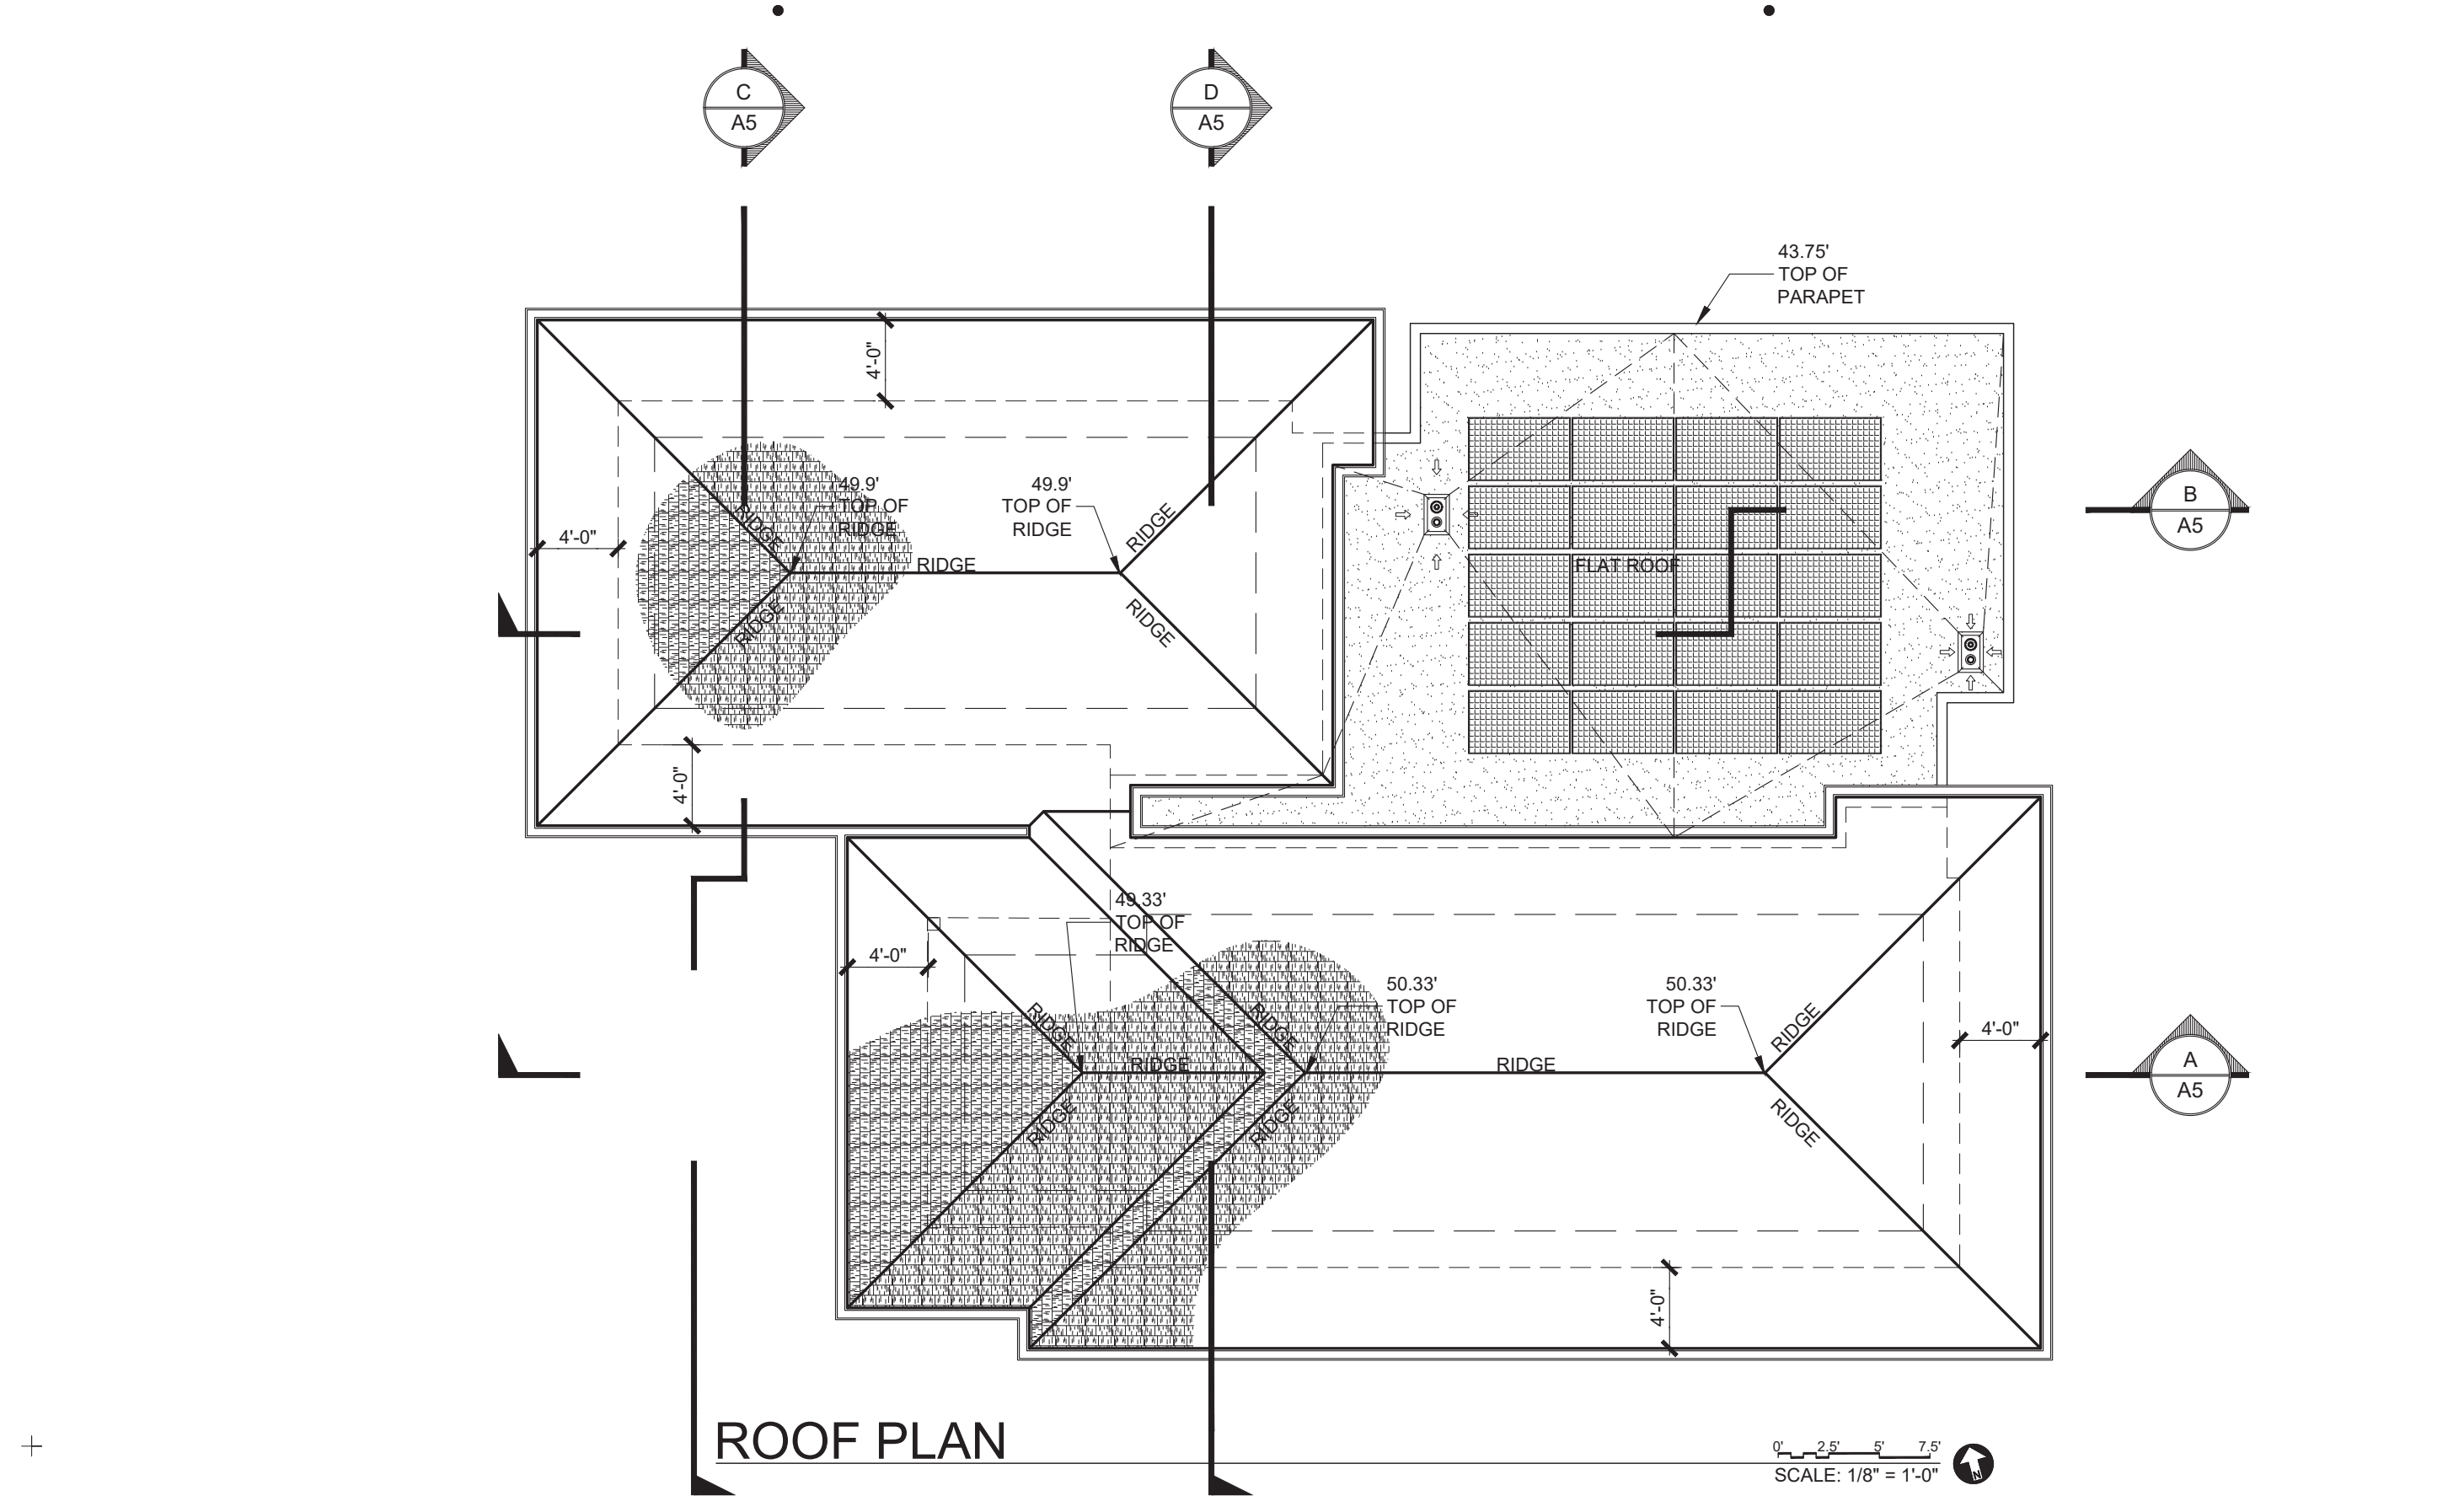 C
A5
D
A5
43.75'
TOP OF
PARAPET
4'-0"
49.9'
TOP OF
RIDGE
49.9'
TOP OF
RIDGE
RIDGE
RIDGE
B
A5
4'-0"
RIDGE
FLAT ROOF
RIDGE
RIDGE
4'-0"
49.33'
TOP OF
RIDGE
4'-0"
50.33'
TOP OF
RIDGE
50.33'
TOP OF
RIDGE
RIDGE
RIDGE
RIDGE
4'-0"
RIDGE
RIDGE
A
A5
RIDGE
RIDGE
RIDGE
4'-0"
ROOF PLAN
0' 2.5' 5' 7.5'
SCALE: 1/8" = 1'-0"
N